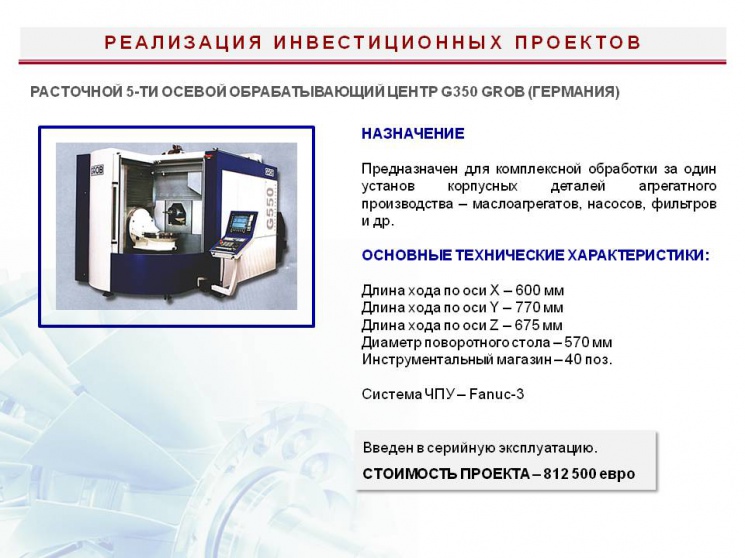 РЕАЛИЗАЦИЯ ИНВЕСТИЦИОННЫХ ПРОЕКТОВ
РАСТОЧНОЙ 5-ТИ ОСЕВОЙ ОБРАБАТЫВАЮЩИЙ ЦЕНТР G350 GROB (ГЕРМАНИЯ)
G550
НАЗНАЧЕНИЕ
Предназначен для комплексной обработки за один
установ корпусных деталей агрегатного
производства – маслоагрегатов, насосов, фильтров
и др.
ОСНОВНЫЕ ТЕХНИЧЕСКИЕ ХАРАКТЕРИСТИКИ:
Длина хода по оси X – 600 мм
Длина хода по оси Y – 770 мм
Длина хода по оси Z – 675 мм
Диаметр поворотного стола – 570 мм
Инструментальный магазин – 40 поз.
Система ЧПУ – Fanuc-3
Введен в серийную эксплуатацию.
СТОИМОСТЬ ПРОЕКТА – 812 500 евро